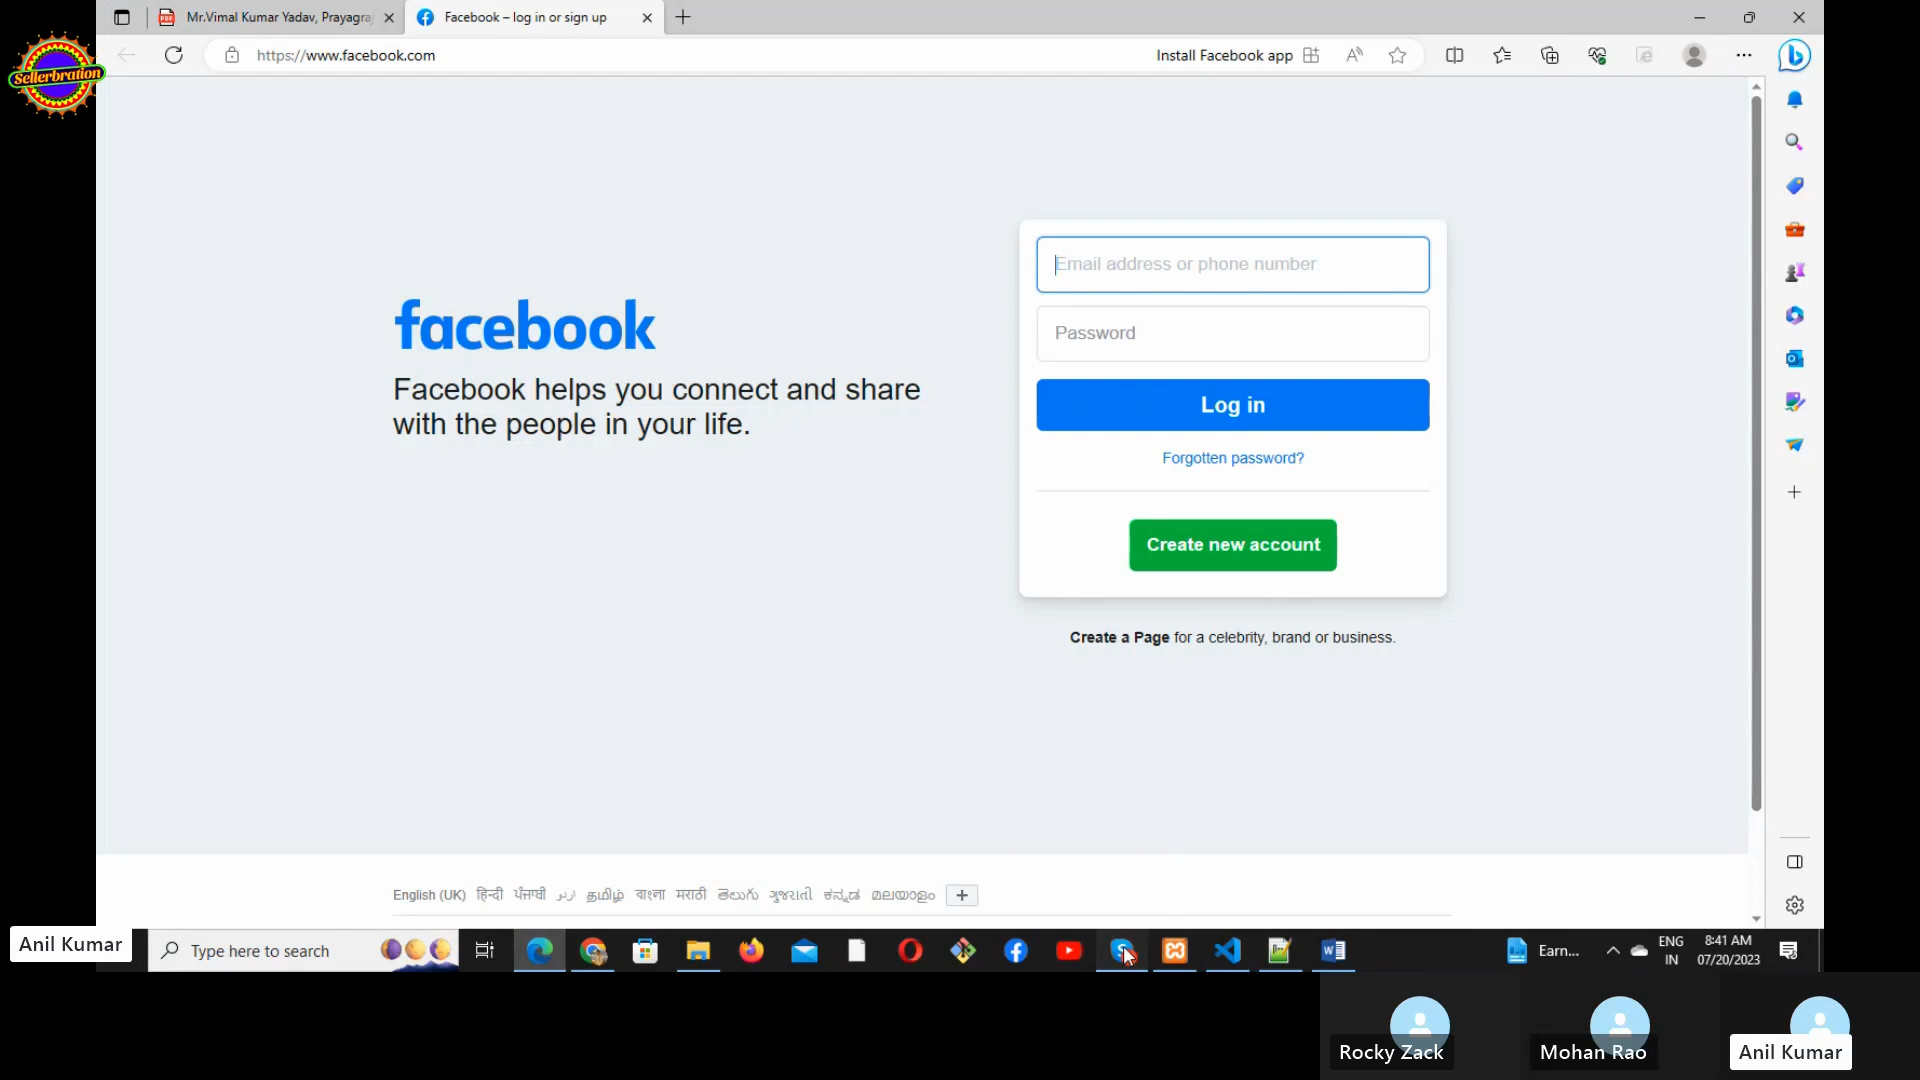 Mr.Vimal Kumar Yadav, Prayagra
Facebook – log in or sign up
Sellerbration
https://www.facebook.com
Install Facebook app
facebook
Facebook helps you connect and share
with the people in your life.
Email address or phone number
Password
Log in
Forgotten password?
Create new account
Create a Page for a celebrity, brand or business.
English (UK) हिन्दी ਪੰਜਾਬੀ اردو தமிழ் বাংলা मराठी తెలుగు ગુજરાતી ಕನ್ನಡ മലയാളം +
Anil Kumar
Type here to search
Earn...
ENG
IN
8:41 AM
07/20/2023
Rocky Zack
Mohan Rao
Anil Kumar